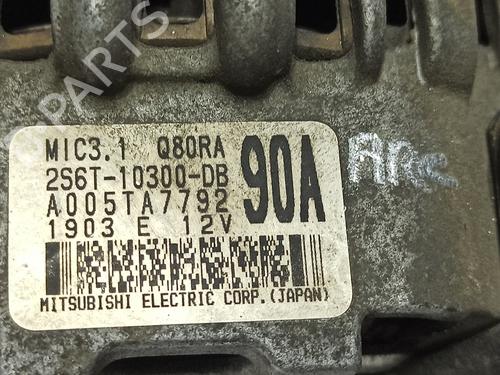 MIC3.1 Q80RA
2S6T-10300-DB
90A
A005TA7792
1903 E 12V
MITSUBISHI ELECTRIC CORP.(JAPAN)
B-PARTS